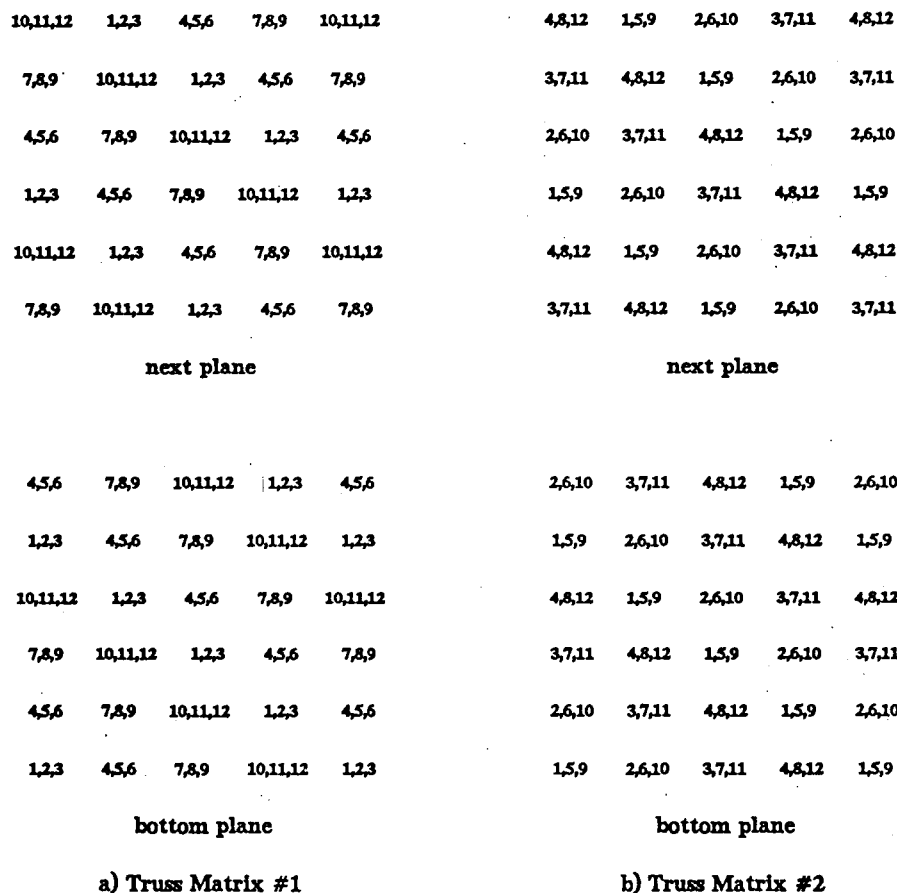 10,11,12 1,2,3 4,5,6 7,8,9 10,11,12 4,8,12 1,5,9 2,6,10 3,7,11 4,8,12
7,8,9 10,11,12 1,2,3 4,5,6 7,8,9 3,7,11 4,8,12 1,5,9 2,6,10 3,7,11
4,5,6 7,8,9 10,11,12 1,2,3 4,5,6 2,6,10 3,7,11 4,8,12 1,5,9 2,6,10
1,2,3 4,5,6 7,8,9 10,11,12 1,2,3 1,5,9 2,6,10 3,7,11 4,8,12 1,5,9
10,11,12 1,2,3 4,5,6 7,8,9 10,11,12 4,8,12 1,5,9 2,6,10 3,7,11 4,8,12
7,8,9 10,11,12 1,2,3 4,5,6 7,8,9 3,7,11 4,8,12 1,5,9 2,6,10 3,7,11
next plane next plane
4,5,6 7,8,9 10,11,12 1,2,3 4,5,6 2,6,10 3,7,11 4,8,12 1,5,9 2,6,10
1,2,3 4,5,6 7,8,9 10,11,12 1,2,3 1,5,9 2,6,10 3,7,11 4,8,12 1,5,9
10,11,12 1,2,3 4,5,6 7,8,9 10,11,12 4,8,12 1,5,9 2,6,10 3,7,11 4,8,12
7,8,9 10,11,12 1,2,3 4,5,6 7,8,9 3,7,11 4,8,12 1,5,9 2,6,10 3,7,11
4,5,6 7,8,9 10,11,12 1,2,3 4,5,6 2,6,10 3,7,11 4,8,12 1,5,9 2,6,10
1,2,3 4,5,6 7,8,9 10,11,12 1,2,3 1,5,9 2,6,10 3,7,11 4,8,12 1,5,9
bottom plane bottom plane
a) Truss Matrix #1 b) Truss Matrix #2